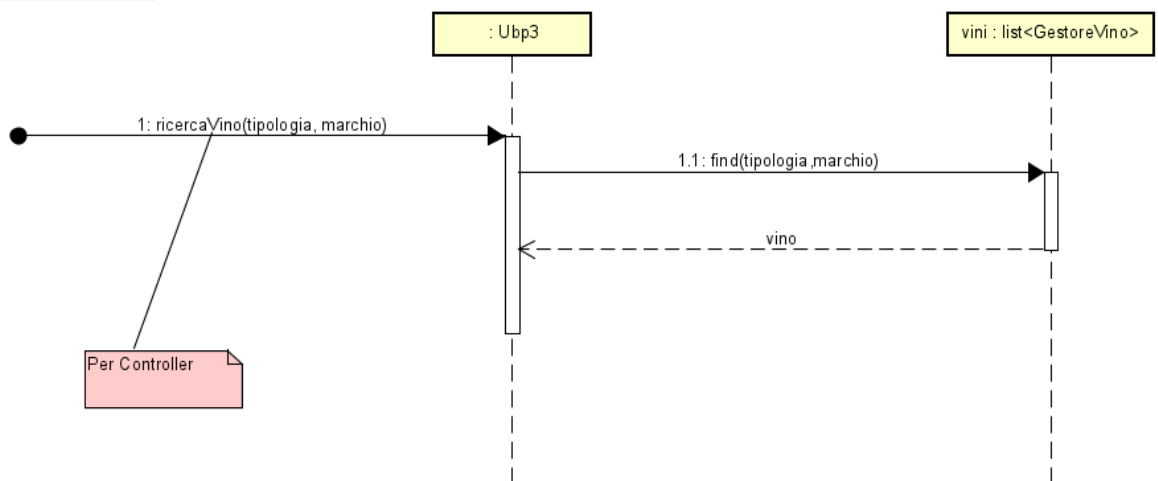 : Ubp3
vini : list<GestoreVino>
1: ricercaVino(tipologia, marchio)
1.1: find(tipologia,marchio)
vino
Per Controller